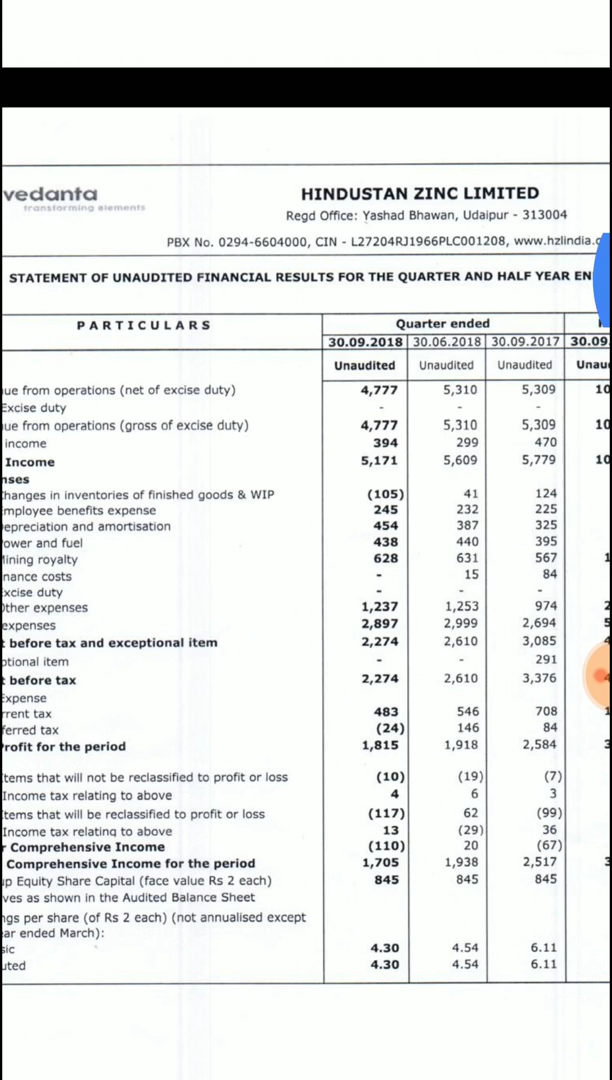 vedanta
transforming elements
HINDUSTAN ZINC LIMITED
Regd Office: Yashad Bhawan, Udaipur - 313004
PBX No. 0294-6604000, CIN - L27204RJ1966PLC001208, www.hzlindia.c
STATEMENT OF UNAUDITED FINANCIAL RESULTS FOR THE QUARTER AND HALF YEAR EN
PARTICULARS Quarter ended
30.09.2018 30.06.2018 30.09.2017 30.09.
Unaudited Unaudited Unaudited Unau
ue from operations (net of excise duty) 4,777 5,310 5,309 10
Excise duty - - -
ue from operations (gross of excise duty) 4,777 5,310 5,309 10
income 394 299 470
Income 5,171 5,609 5,779 10
nses
hanges in inventories of finished goods & WIP (105) 41 124
mployee benefits expense 245 232 225
epreciation and amortisation 454 387 325
ower and fuel 438 440 395
ining royalty 628 631 567 1
nance costs - 15 84
xcise duty - - -
Other expenses 1,237 1,253 974 2
expenses 2,897 2,999 2,694 5
t before tax and exceptional item 2,274 2,610 3,085 4
ptional item - - 291
t before tax 2,274 2,610 3,376 4
Expense
rrent tax 483 546 708 1
ferred tax (24) 146 84
Profit for the period 1,815 1,918 2,584 3
tems that will not be reclassified to profit or loss (10) (19) (7)
Income tax relating to above 4 6 3
tems that will be reclassified to profit or loss (117) 62 (99)
Income tax relating to above 13 (29) 36
r Comprehensive Income (110) 20 (67)
Comprehensive Income for the period 1,705 1,938 2,517 3
up Equity Share Capital (face value Rs 2 each) 845 845 845
ves as shown in the Audited Balance Sheet
ngs per share (of Rs 2 each) (not annualised except
ar ended March):
sic 4.30 4.54 6.11
uted 4.30 4.54 6.11